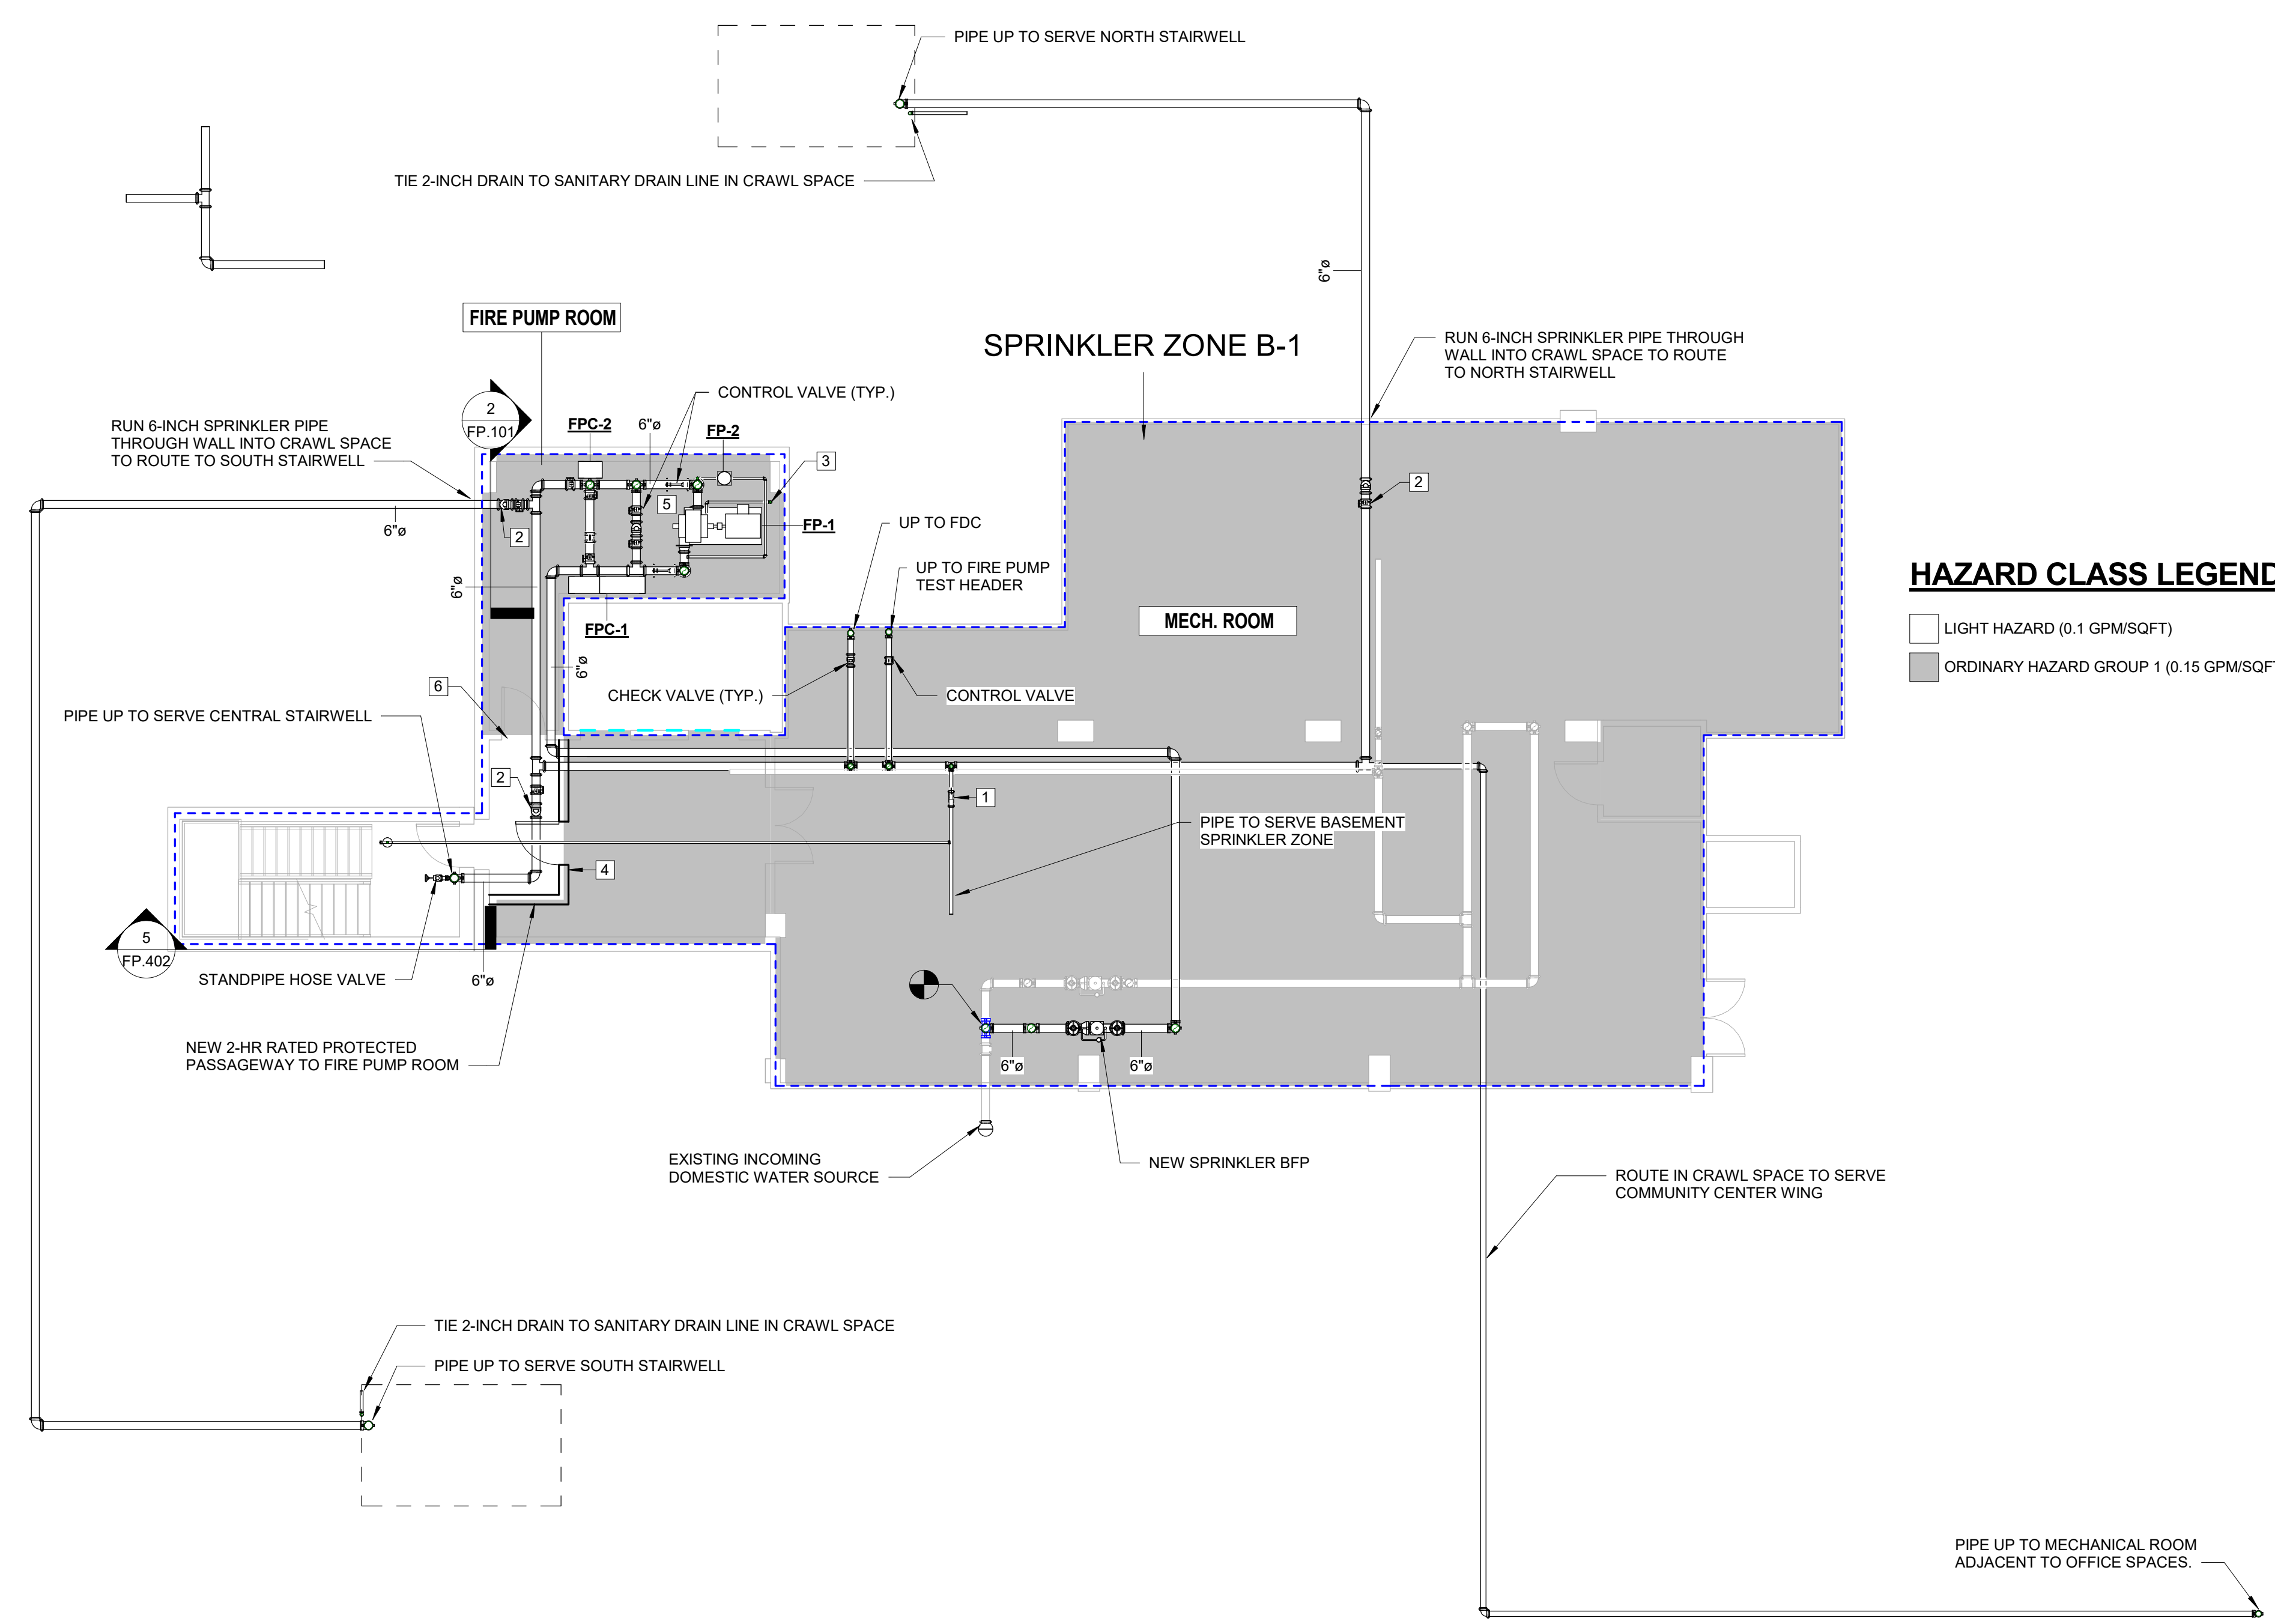 PIPE UP TO SERVE NORTH STAIRWELL
TIE 2-INCH DRAIN TO SANITARY DRAIN LINE IN CRAWL SPACE
6"ø
FIRE PUMP ROOM
SPRINKLER ZONE B-1
RUN 6-INCH SPRINKLER PIPE THROUGH
WALL INTO CRAWL SPACE TO ROUTE
TO NORTH STAIRWELL
CONTROL VALVE (TYP.)
2
FP.101
RUN 6-INCH SPRINKLER PIPE
THROUGH WALL INTO CRAWL SPACE
TO ROUTE TO SOUTH STAIRWELL
FPC-2
6"ø
FP-2
3
2
5
FP-1
6"ø
2
UP TO FDC
UP TO FIRE PUMP
TEST HEADER
6"ø
FPC-1
MECH. ROOM
HAZARD CLASS LEGEND
LIGHT HAZARD (0.1 GPM/SQFT)
ORDINARY HAZARD GROUP 1 (0.15 GPM/SQFT
6"ø
6
CHECK VALVE (TYP.)
CONTROL VALVE
PIPE UP TO SERVE CENTRAL STAIRWELL
2
1
PIPE TO SERVE BASEMENT
SPRINKLER ZONE
4
5
FP.402
STANDPIPE HOSE VALVE
6"ø
NEW 2-HR RATED PROTECTED
PASSAGEWAY TO FIRE PUMP ROOM
6"ø
6"ø
EXISTING INCOMING
DOMESTIC WATER SOURCE
NEW SPRINKLER BFP
ROUTE IN CRAWL SPACE TO SERVE
COMMUNITY CENTER WING
TIE 2-INCH DRAIN TO SANITARY DRAIN LINE IN CRAWL SPACE
PIPE UP TO SERVE SOUTH STAIRWELL
PIPE UP TO MECHANICAL ROOM
ADJACENT TO OFFICE SPACES.